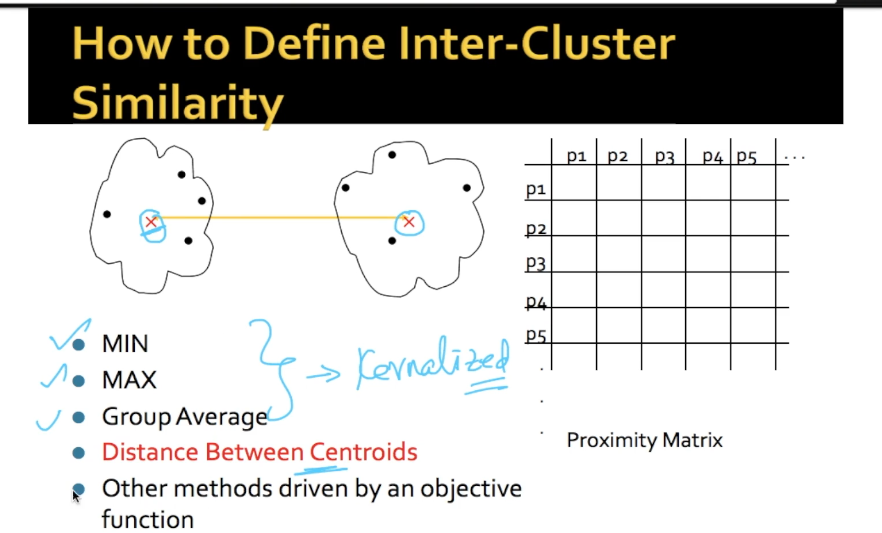 How to Define Inter-Cluster
Similarity
p1 p2 p3 p4 p5 ...
p1
p2
p3
p4
p5
.
.
.
MIN
MAX
Group Average
→ Kernalized
Distance Between Centroids
Other methods driven by an objective
function
Proximity Matrix